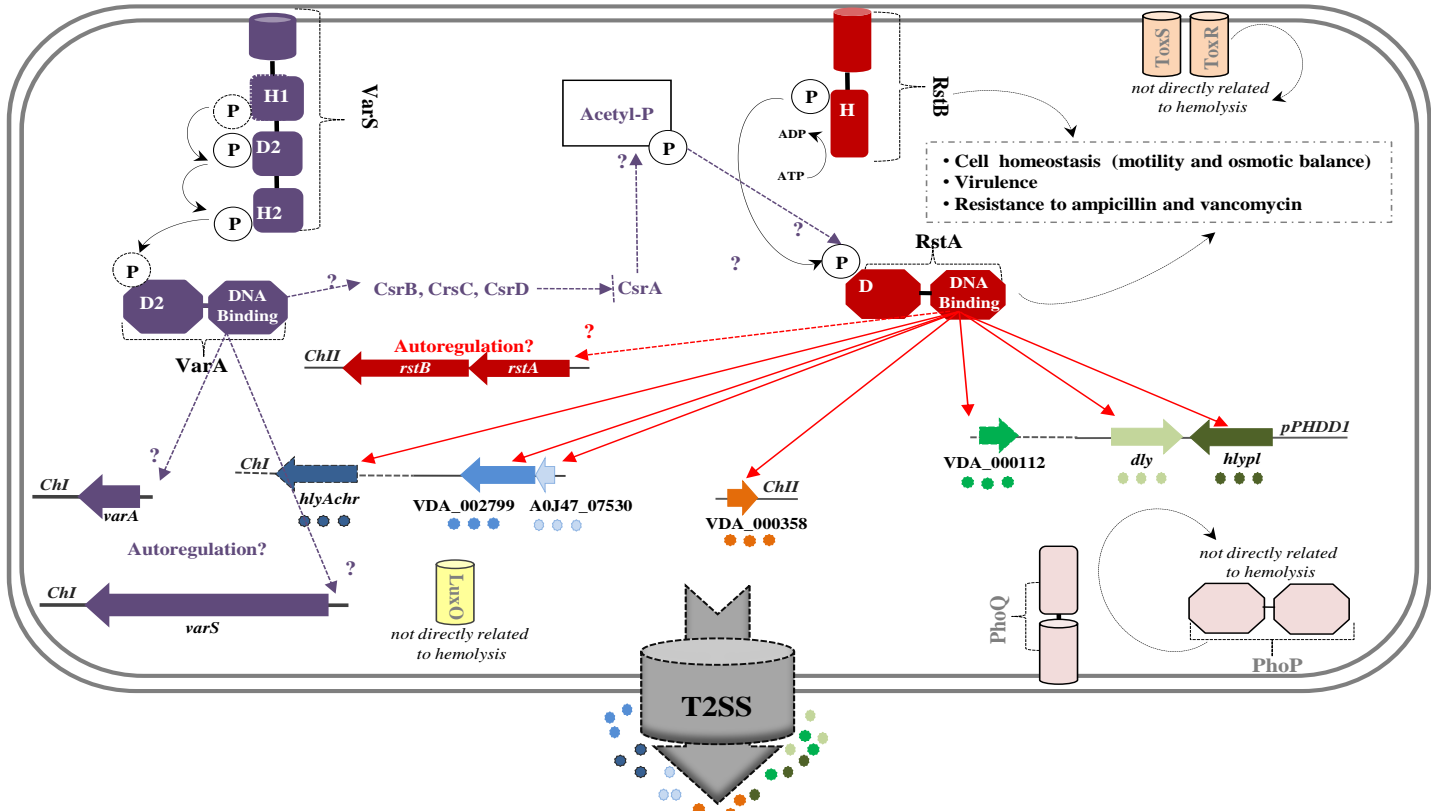 VarS
H1
P
D2
P
H2
P
P
D2
DNA
Binding
VarA
?
CsrB, CrsC, CsrD
CsrA
?
Acetyl-P
P
?
?
RstB
P
H
ADP
ATP
RstA
P
D
DNA
Binding
ToxS
ToxR
not directly related
to hemolysis
• Cell homeostasis (motility and osmotic balance)
• Virulence
• Resistance to ampicillin and vancomycin
?
Autoregulation?
ChII
rstB
rstA
?
ChI
varA
Autoregulation?
?
ChI
varS
ChI
hlyAchr
VDA_002799
A0J47_07530
ChII
VDA_000358
VDA_000112
dly
hlypl
pPHDD1
LuxO
not directly related
to hemolysis
T2SS
PhoQ
not directly related
to hemolysis
PhoP